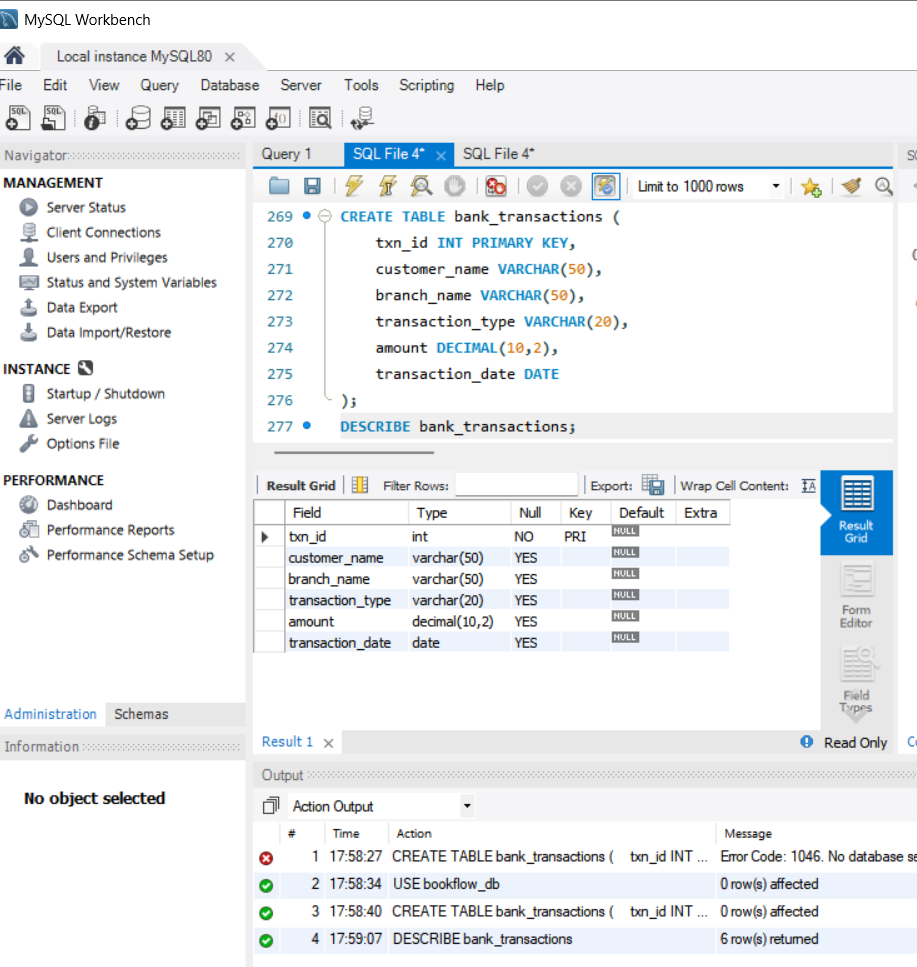 MySQL Workbench
Local instance MySQL80
File Edit View Query Database Server Tools Scripting Help
Navigator
MANAGEMENT
Server Status
Client Connections
Users and Privileges
Status and System Variables
Data Export
Data Import/Restore
INSTANCE
Startup / Shutdown
Server Logs
Options File
PERFORMANCE
Dashboard
Performance Reports
Performance Schema Setup
Administration Schemas
Information
No object selected
Query 1 SQL File 4* SQL File 4*
Limit to 1000 rows
269 CREATE TABLE bank_transactions (
270 txn_id INT PRIMARY KEY,
271 customer_name VARCHAR(50),
272 branch_name VARCHAR(50),
273 transaction_type VARCHAR(20),
274 amount DECIMAL(10,2),
275 transaction_date DATE
276 );
277 DESCRIBE bank_transactions;
Result Grid Filter Rows: Export: Wrap Cell Content:
Field Type Null Key Default Extra
txn_id int NO PRI NULL
customer_name varchar(50) YES NULL
branch_name varchar(50) YES NULL
transaction_type varchar(20) YES NULL
amount decimal(10,2) YES NULL
transaction_date date YES NULL
Result
Grid
Form
Editor
Field
Types
Result 1 Read Only
Output
Action Output
# Time Action Message
1 17:58:27 CREATE TABLE bank_transactions ( txn_id INT ... Error Code: 1046. No database se
2 17:58:34 USE bookflow_db 0 row(s) affected
3 17:58:40 CREATE TABLE bank_transactions ( txn_id INT ... 0 row(s) affected
4 17:59:07 DESCRIBE bank_transactions 6 row(s) returned